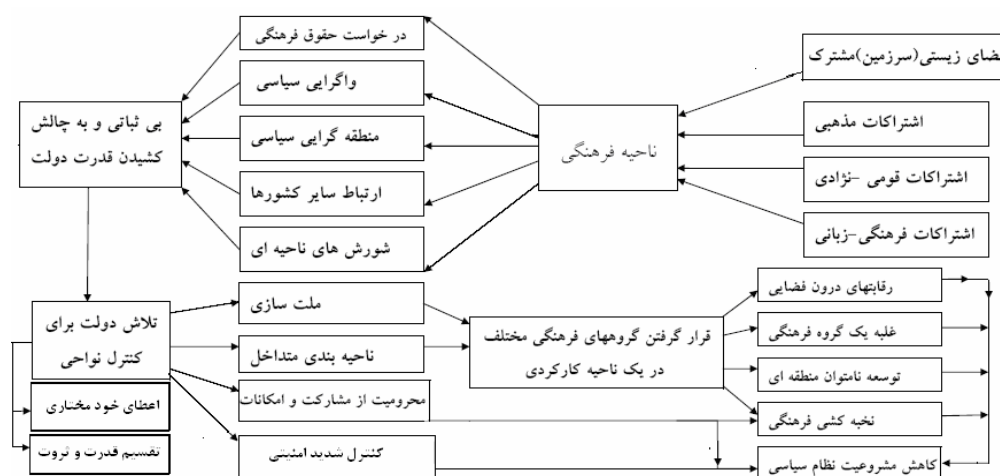 فضای زیستی(سرزمین)مشترک
اشتراکات مذهبی
اشتراکات قومی -نژادی
اشتراکات فرهنگی-زبانی
ناحیه فرهنگی
در خواست حقوق فرهنگی
واگرایی سیاسی
منطقه گرایی سیاسی
ارتباط سایر کشورها
شورش های ناحیه ای
بی ثباتی و به چالش
کشیدن قدرت دولت
تلاش دولت برای
کنترل نواحی
اعطای خود مختاری
تقسیم قدرت و ثروت
ملت سازی
ناحیه بندی متداخل
محرومیت از مشارکت و امکانات
کنترل شدید امنیتی
قرار گرفتن گروههای فرهنگی مختلف
در یک ناحیه کارکردی
رقابتهای درون فضایی
غلبه یک گروه فرهنگی
توسعه نامتوان منطقه ای
نخبه کشی فرهنگی
کاهش مشروعیت نظام سیاسی